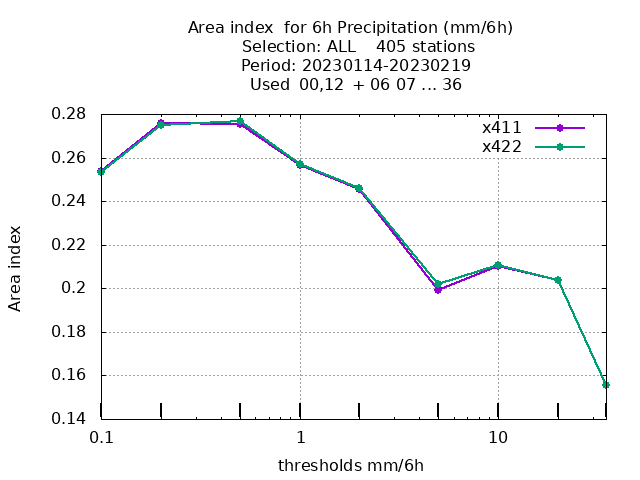 Area index  for 6h Precipitation (mm/6h)
Selection: ALL    405 stations
Period: 20230114-20230219
Used  00,12  + 06 07 ... 36
x411
x422
0.28
0.26
0.24
0.22
0.2
0.18
0.16
0.14
Area index
0.1
1
10
thresholds mm/6h